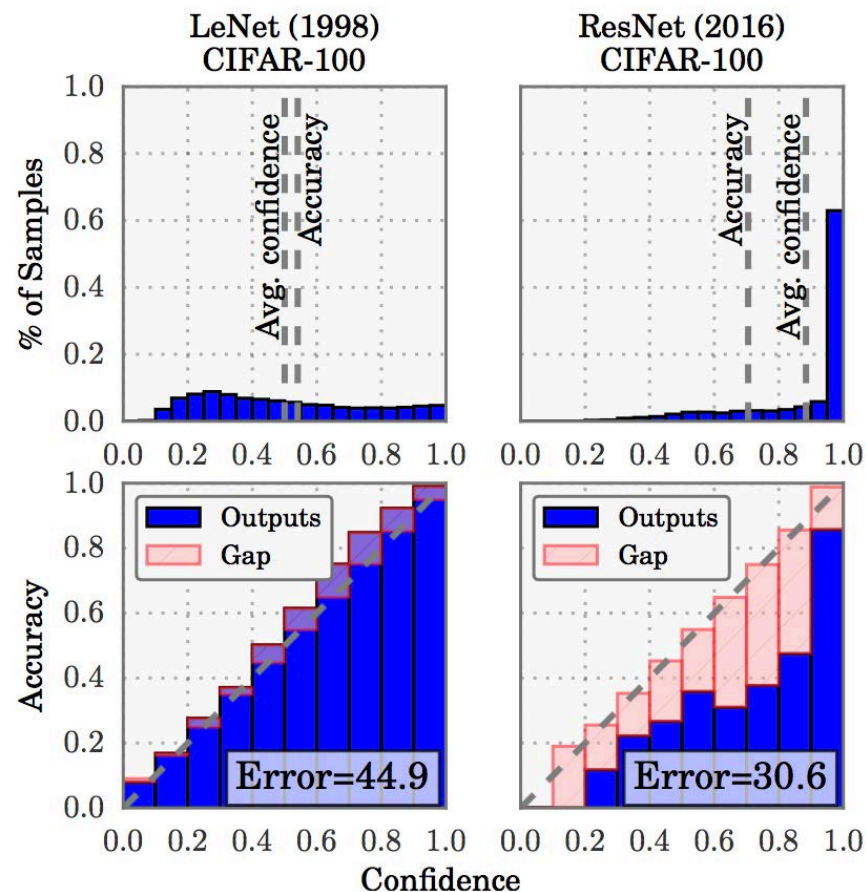 LeNet (1998)
CIFAR-100
ResNet (2016)
CIFAR-100
% of Samples
1.0
0.8
0.6
0.4
0.2
0.0
Avg. confidence
Accuracy
Accuracy
Avg. confidence
0.0 0.2 0.4 0.6 0.8 1.0
0.0 0.2 0.4 0.6 0.8 1.0
Accuracy
1.0
0.8
0.6
0.4
0.2
0.0
Outputs
Gap
Error=44.9
Outputs
Gap
Error=30.6
0.0 0.2 0.4 0.6 0.8 1.0
0.0 0.2 0.4 0.6 0.8 1.0
Confidence